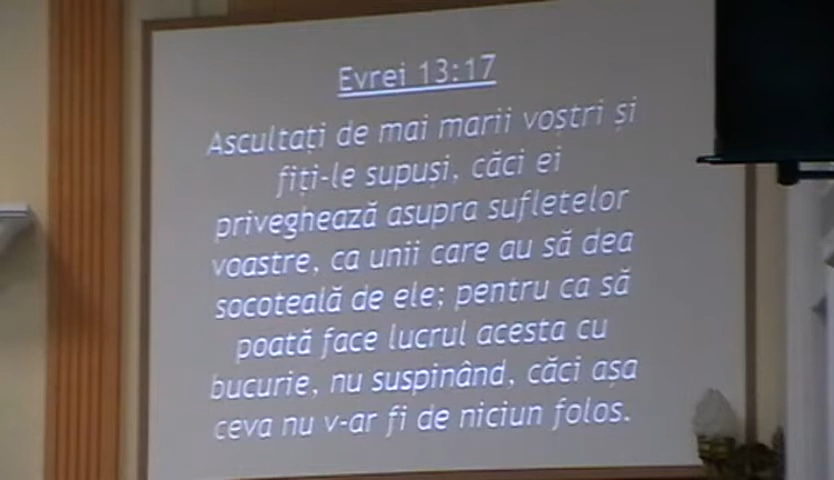 Evrei 13:17
Ascultați de mai marii voștri și
fiți-le supuși, căci ei
priveghează asupra sufletelor
voastre, ca unii care au să dea
socoteală de ele; pentru ca să
poată face lucrul acesta cu
bucurie, nu suspinând, căci așa
ceva nu v-ar fi de niciun folos.